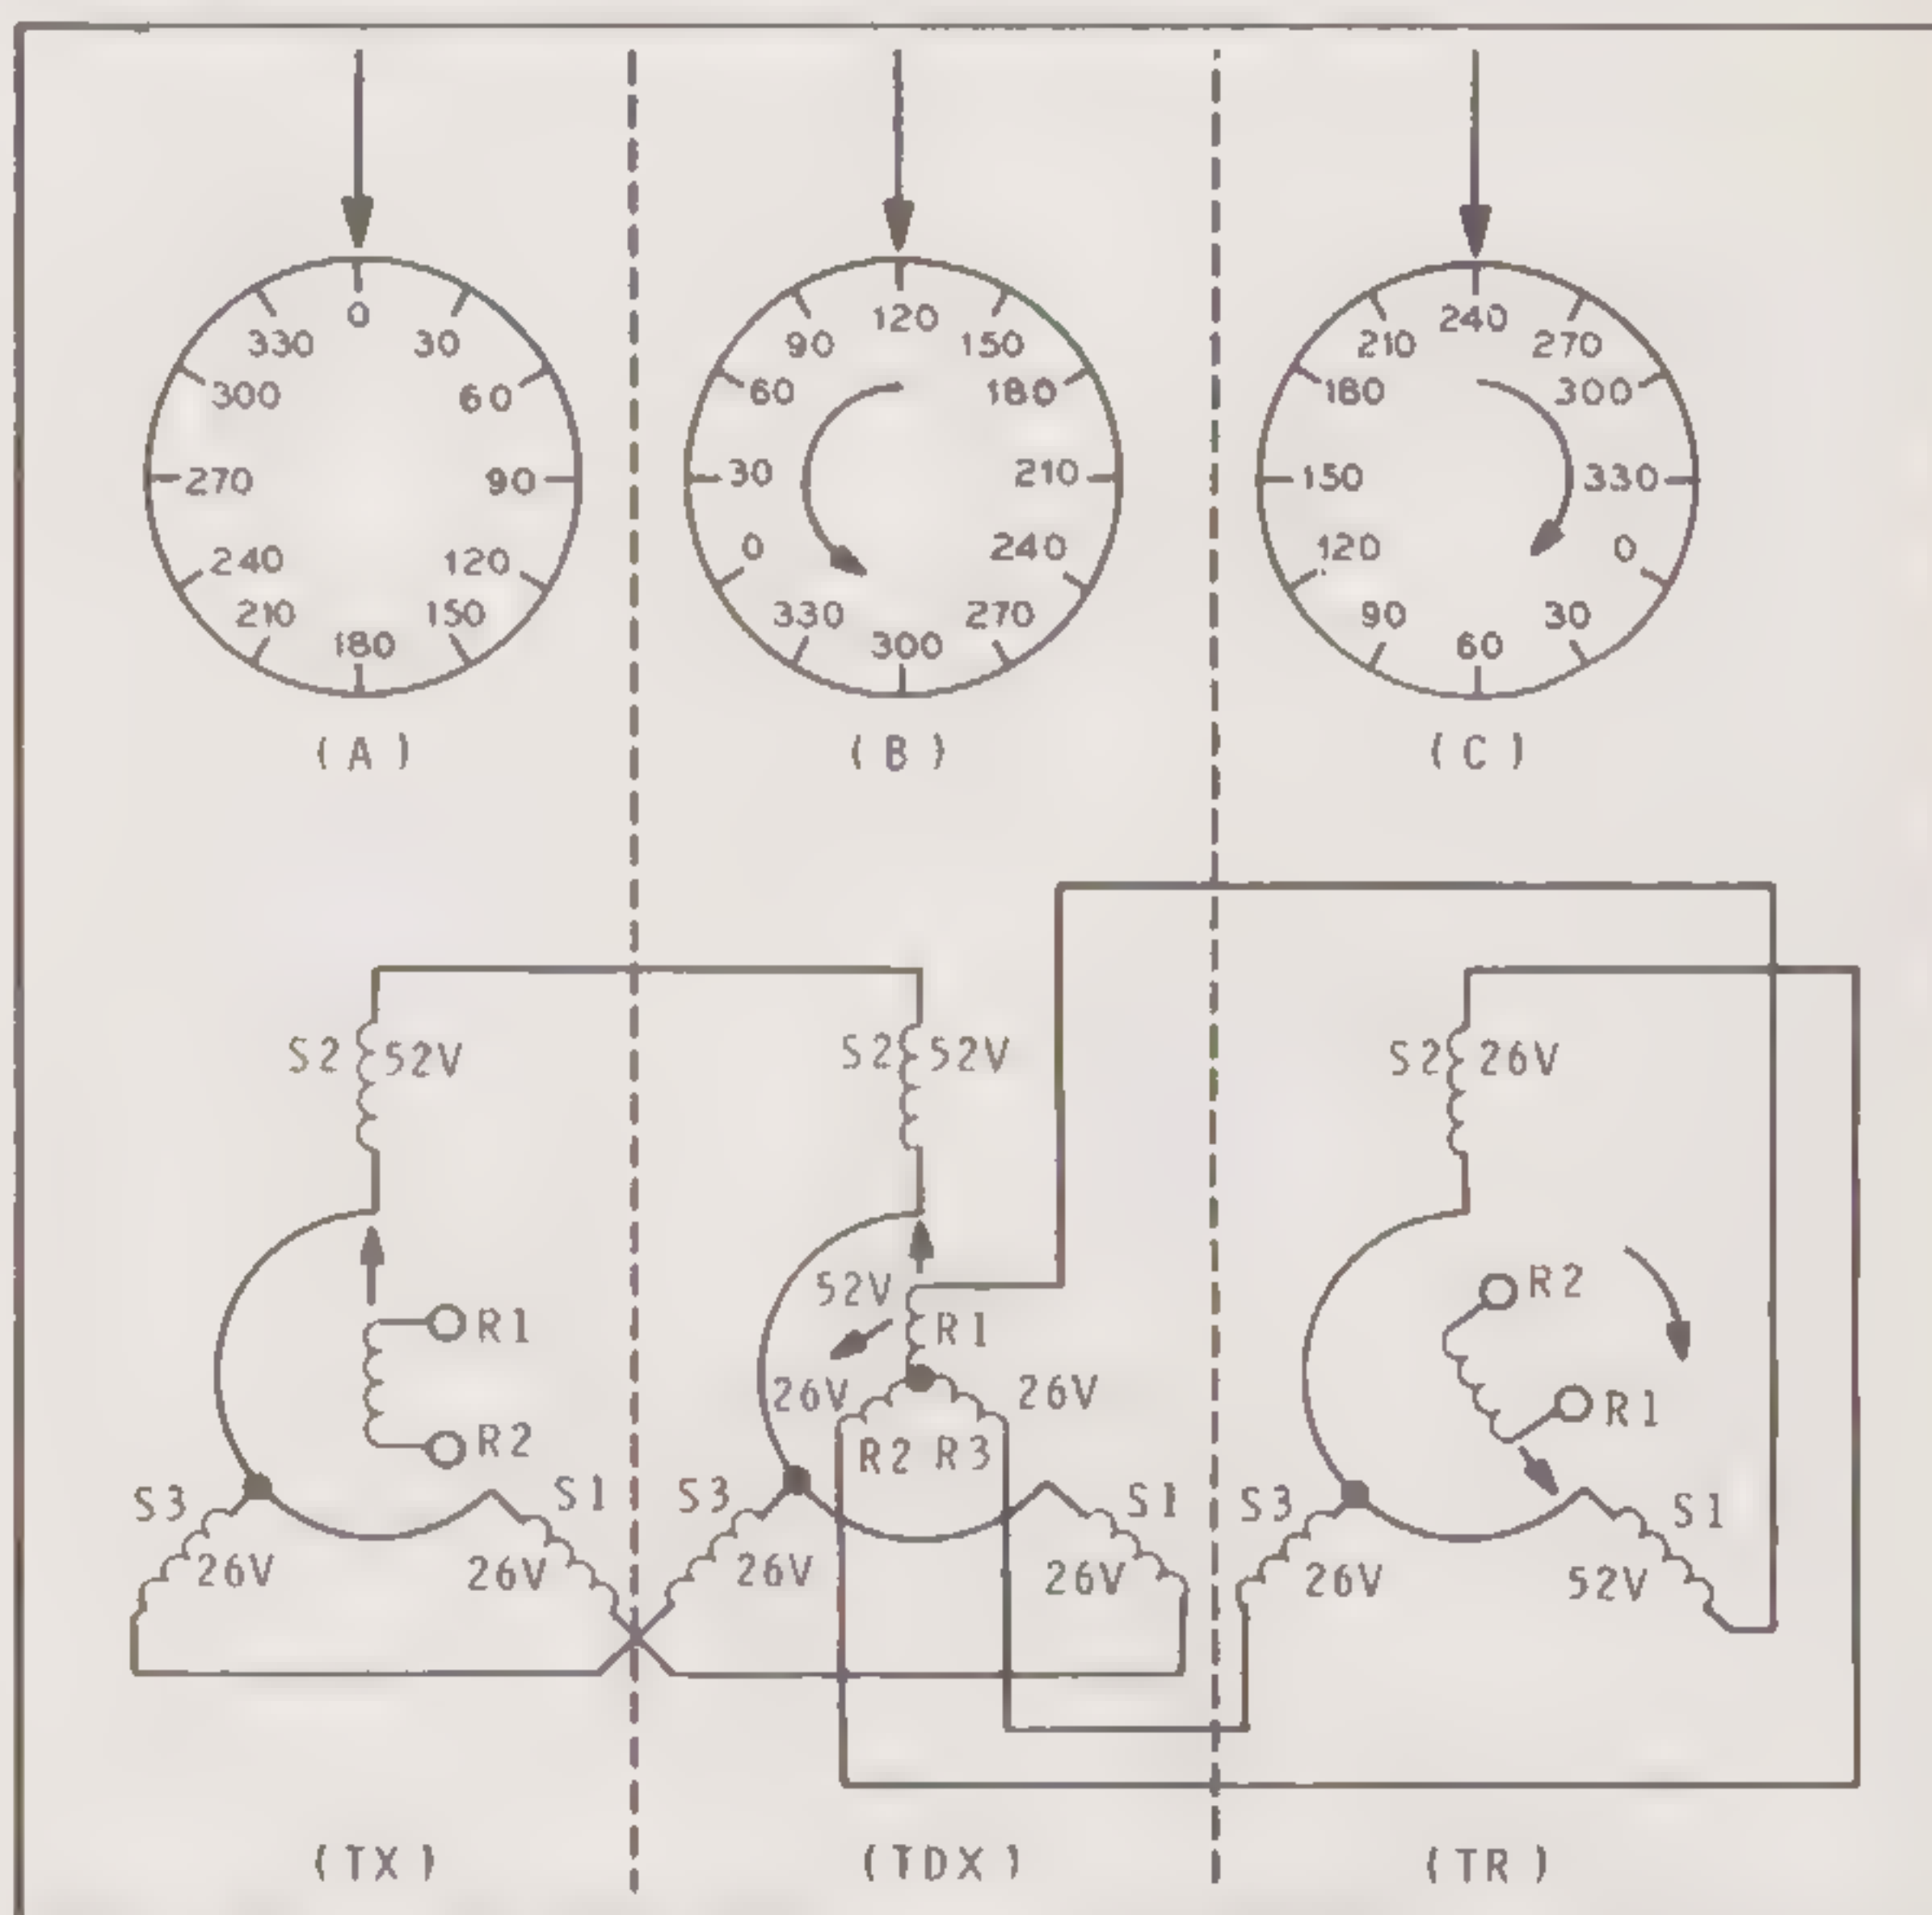 0
330 30
300 60
270 90
240 120
210 150
180
(A)
120
90 150
60 180
30 210
0 240
330 270
300
(B)
240
210 270
180 300
150 330
120 0
90 30
60
(C)
S2 52V
R1
R2
S3 S1
26V 26V
(TX)
S2 52V
52V
R1
26V 26V
R2 R3
S3 S1
26V 26V
(TDX)
S2 26V
R2
R1
S3 S1
26V 52V
(TR)